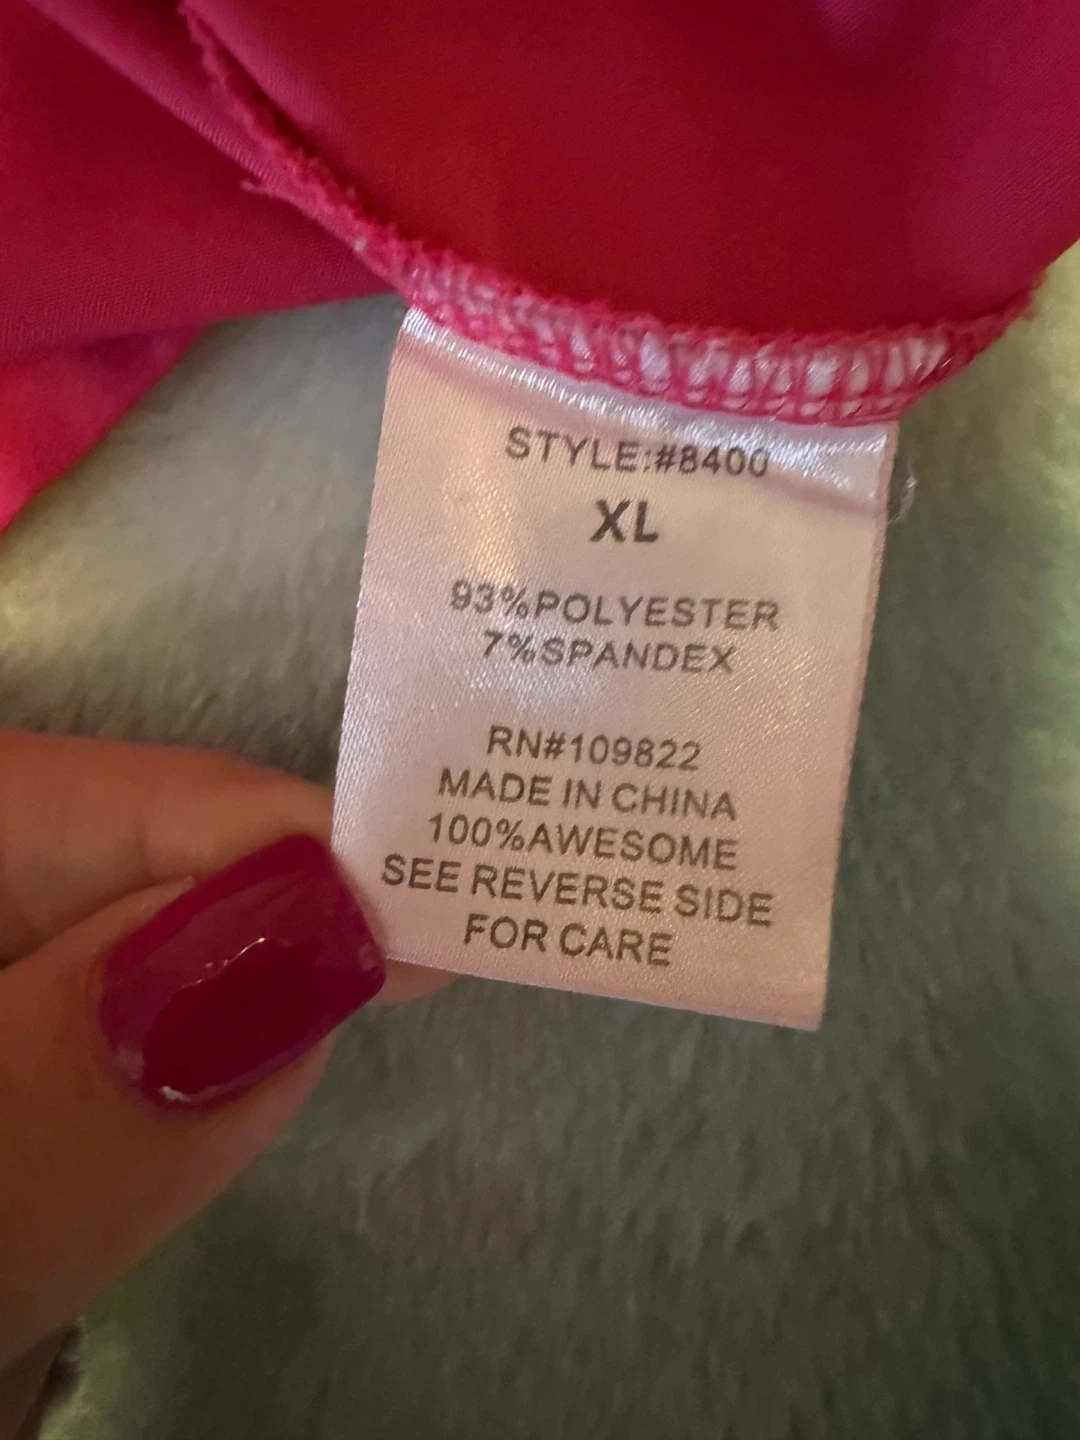 STYLE:#8400
XL
93%POLYESTER
7%SPANDEX
RN#109822
MADE IN CHINA
100%AWESOME
SEE REVERSE SIDE
FOR CARE